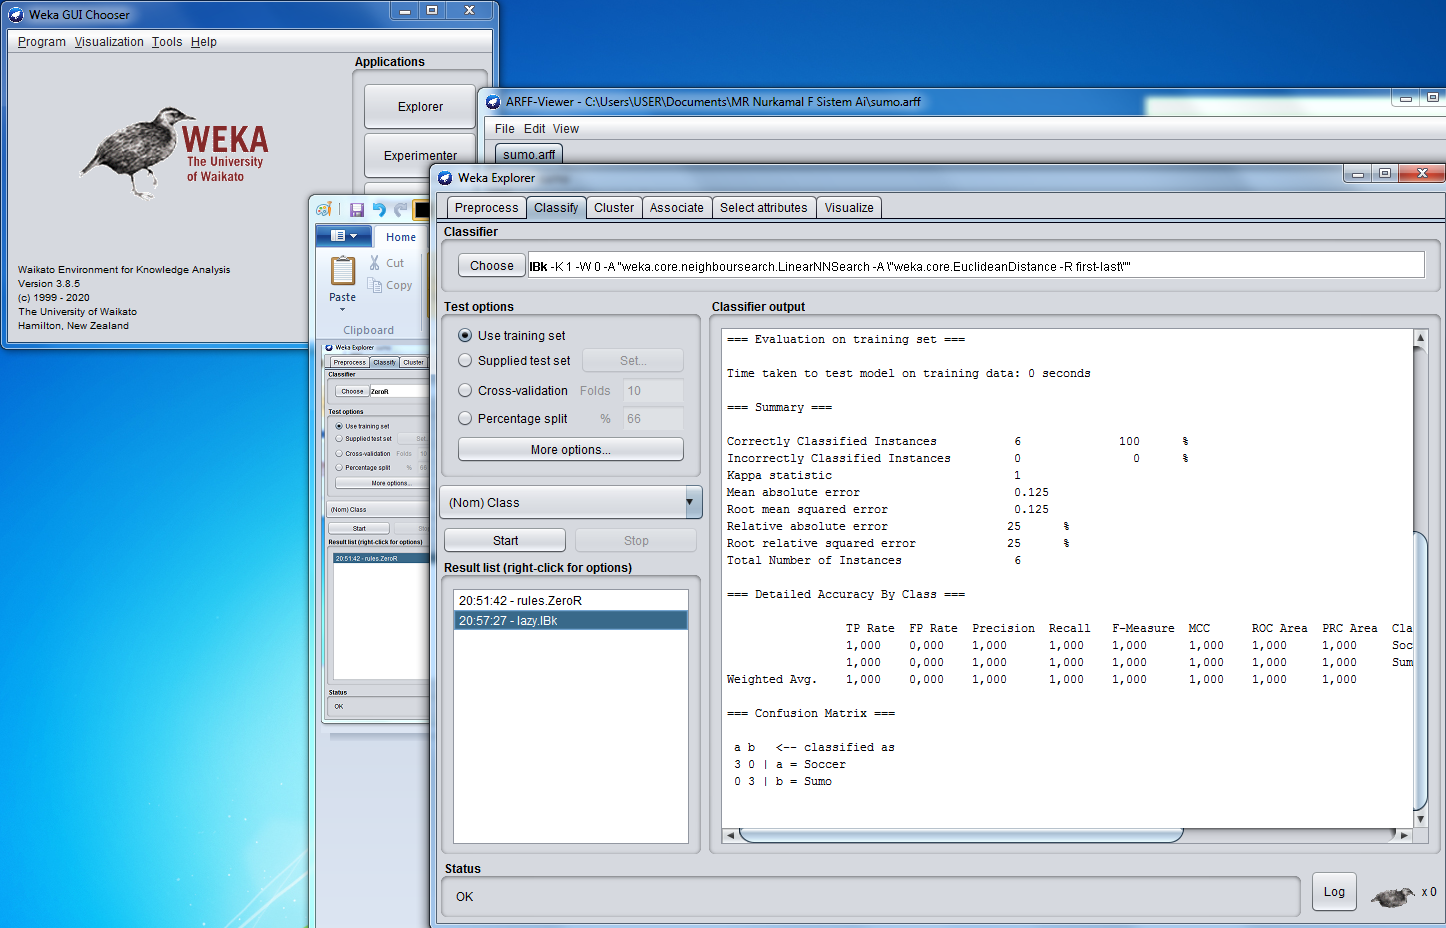 Weka GUI Chooser
Program Visualization Tools Help
Applications
Explorer
Experimenter
WEKA
The University
of Waikato
Waikato Environment for Knowledge Analysis
Version 3.8.5
(c) 1999 - 2020
The University of Waikato
Hamilton, New Zealand
ARFF-Viewer - C:\Users\USER\Documents\MR Nurkamal F Sistem Ai\sumo.arff
File Edit View
sumo.arff
Home
Cut
Copy
Paste
Clipboard
Weka Explorer
Preprocess Classify Cluster
Classifier
Choose ZeroR
Test options
Use training set
Supplied test set Set...
Cross-validation Folds 10
Percentage split % 66
More options...
(Nom) Class
Start Stop
Result list (right-click for options)
20:51:42 - rules.ZeroR
Status
OK
Weka Explorer
Preprocess Classify Cluster Associate Select attributes Visualize
Classifier
Choose IBk -K 1 -W 0 -A "weka.core.neighboursearch.LinearNNSearch -A \"weka.core.EuclideanDistance -R first-last\""
Test options
Use training set
Supplied test set Set...
Cross-validation Folds 10
Percentage split % 66
More options...
(Nom) Class
Start Stop
Result list (right-click for options)
20:51:42 - rules.ZeroR
20:57:27 - lazy.IBk
Classifier output
=== Evaluation on training set ===
Time taken to test model on training data: 0 seconds
=== Summary ===
Correctly Classified Instances 6 100 %
Incorrectly Classified Instances 0 0 %
Kappa statistic 1
Mean absolute error 0.125
Root mean squared error 0.125
Relative absolute error 25 %
Root relative squared error 25 %
Total Number of Instances 6
=== Detailed Accuracy By Class ===
TP Rate FP Rate Precision Recall F-Measure MCC ROC Area PRC Area Cla
1,000 0,000 1,000 1,000 1,000 1,000 1,000 1,000 Soc
1,000 0,000 1,000 1,000 1,000 1,000 1,000 1,000 Sum
Weighted Avg. 1,000 0,000 1,000 1,000 1,000 1,000 1,000 1,000
=== Confusion Matrix ===
a b <-- classified as
3 0 | a = Soccer
0 3 | b = Sumo
Status
OK
Log
x 0